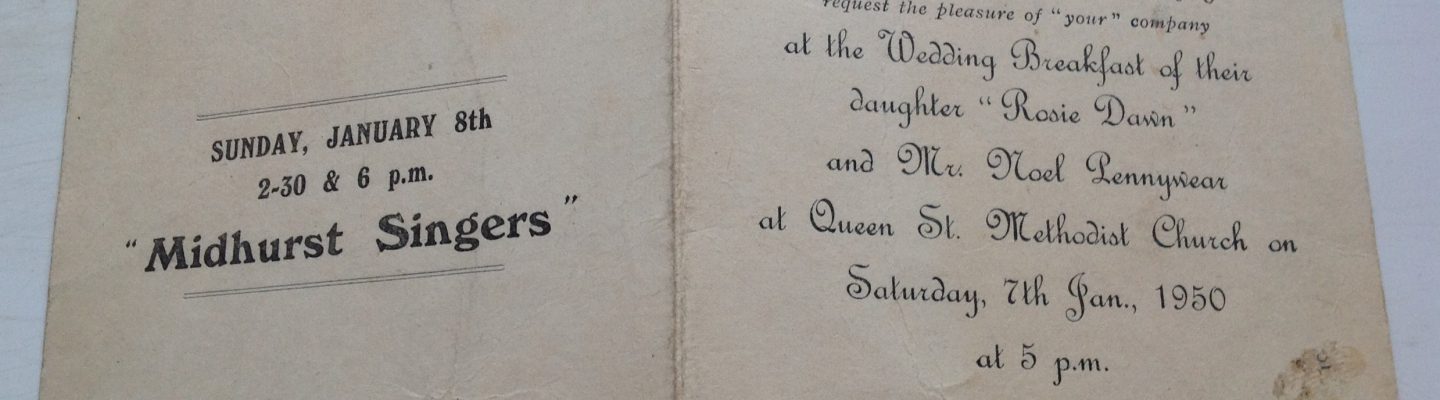 SUNDAY, JANUARY 8th
2-30 & 6 p.m.
“Midhurst Singers”
request the pleasure of “your” company
at the Wedding Breakfast of their
daughter “Rosie Dawn”
and Mr. Noel Pennywear
at Queen St. Methodist Church on
Saturday, 7th Jan., 1950
at 5 p.m.